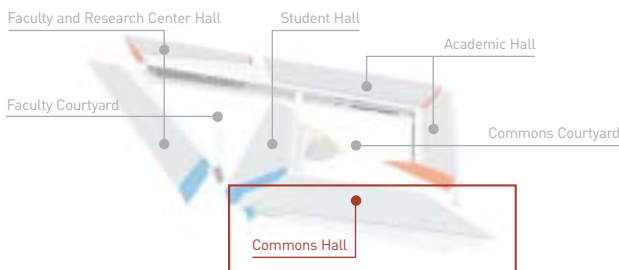 Faculty and Research Center Hall
Student Hall
Academic Hall
Faculty Courtyard
Commons Courtyard
Commons Hall